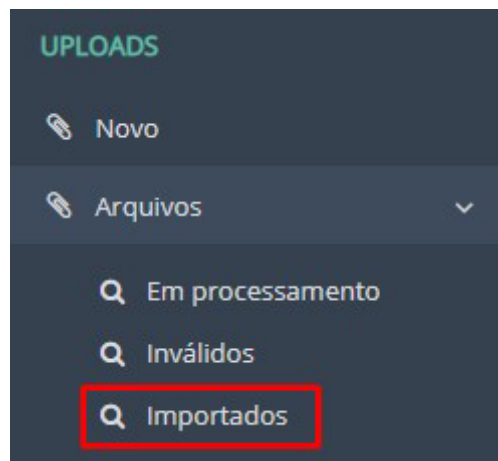 UPLOADS
Novo
Arquivos
Em processamento
Inválidos
Importados